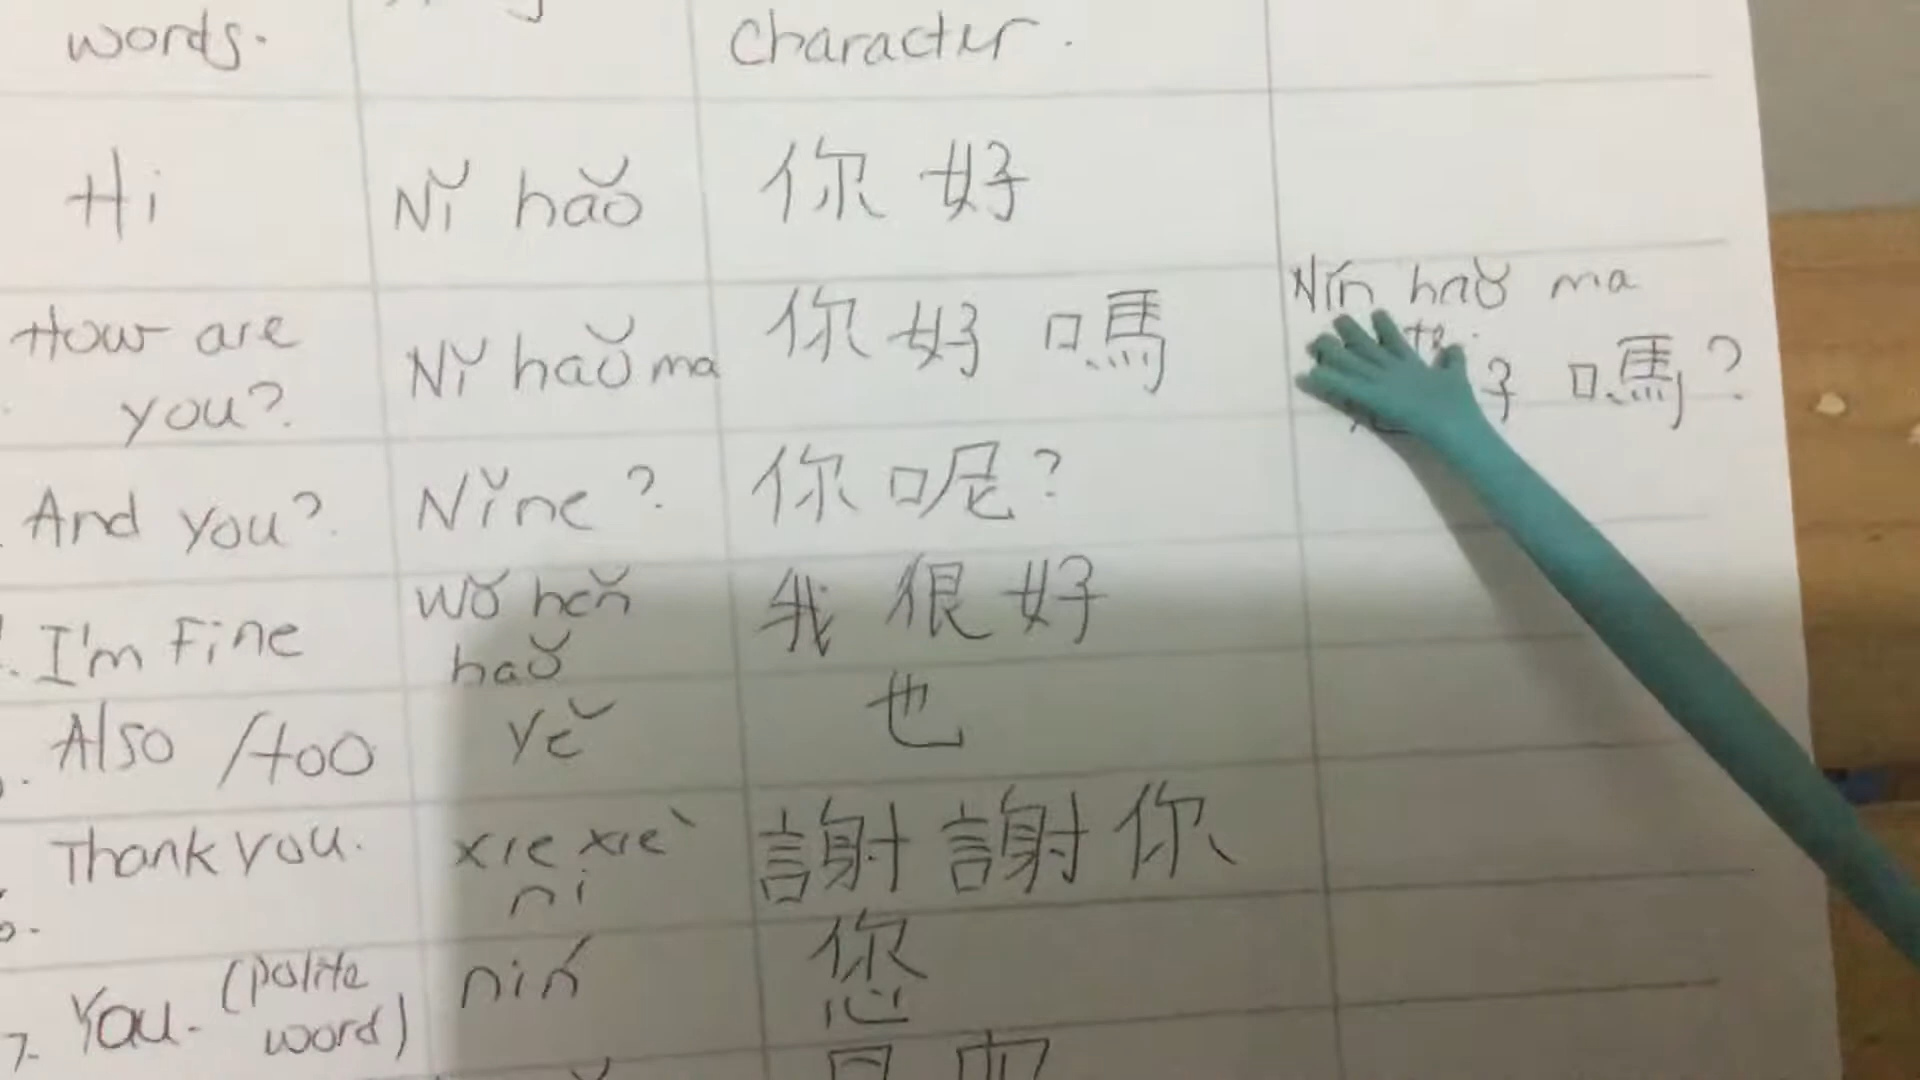 words.
Character.
Hi
Nǐ hǎo
你好
How are
you?
Nǐ hǎo ma
你好嗎
Nín hǎo ma
嗎?
And you?
Nǐ ne?
你呢?
I'm Fine
wǒ hěn
hǎo
我很好
Also / too
Yě
也
Thank you.
xie xiè
ni
謝謝你
7. You. (polite
word)
nín
您